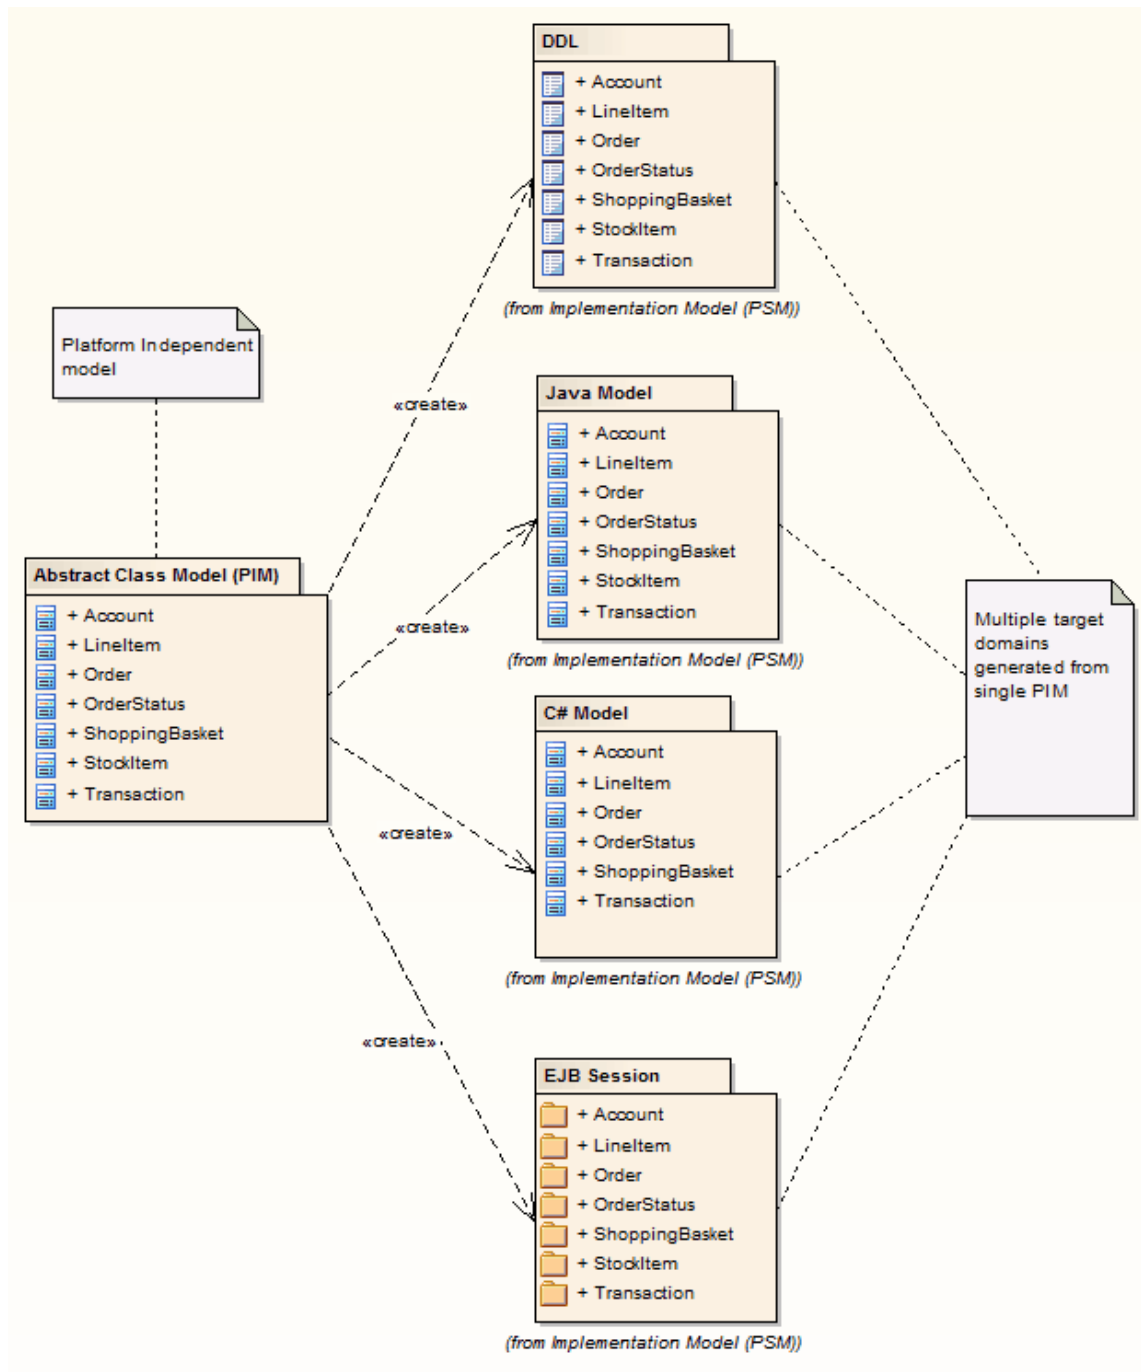 DDL
+ Account
+ LineItem
+ Order
+ OrderStatus
+ ShoppingBasket
+ StockItem
+ Transaction
(from Implementation Model (PSM))
Platform Independent
model
«create»
Java Model
+ Account
+ LineItem
+ Order
+ OrderStatus
+ ShoppingBasket
+ StockItem
+ Transaction
(from Implementation Model (PSM))
«create»
Abstract Class Model (PIM)
+ Account
+ LineItem
+ Order
+ OrderStatus
+ ShoppingBasket
+ StockItem
+ Transaction
Multiple target
domains
generated from
single PIM
C# Model
+ Account
+ LineItem
+ Order
+ OrderStatus
+ ShoppingBasket
+ Transaction
(from Implementation Model (PSM))
«create»
«create»
EJB Session
+ Account
+ LineItem
+ Order
+ OrderStatus
+ ShoppingBasket
+ StockItem
+ Transaction
(from Implementation Model (PSM))